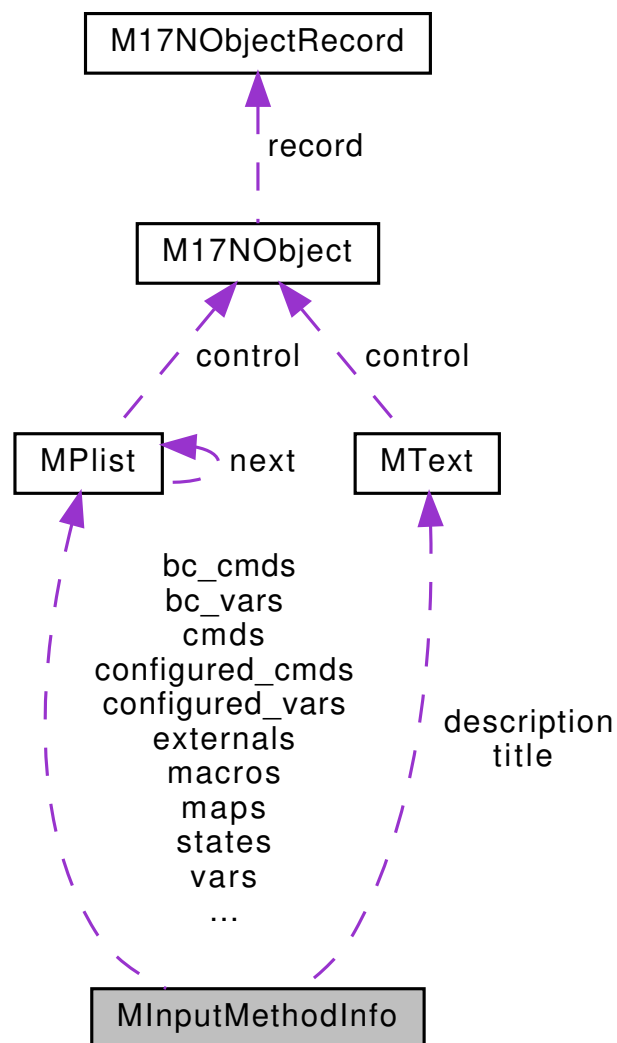 M17NObjectRecord
record
M17NObject
control
control
MPlist
next
MText
bc_cmds
bc_vars
cmds
configured_cmds
configured_vars
externals
macros
maps
states
vars
...
description
title
MInputMethodInfo